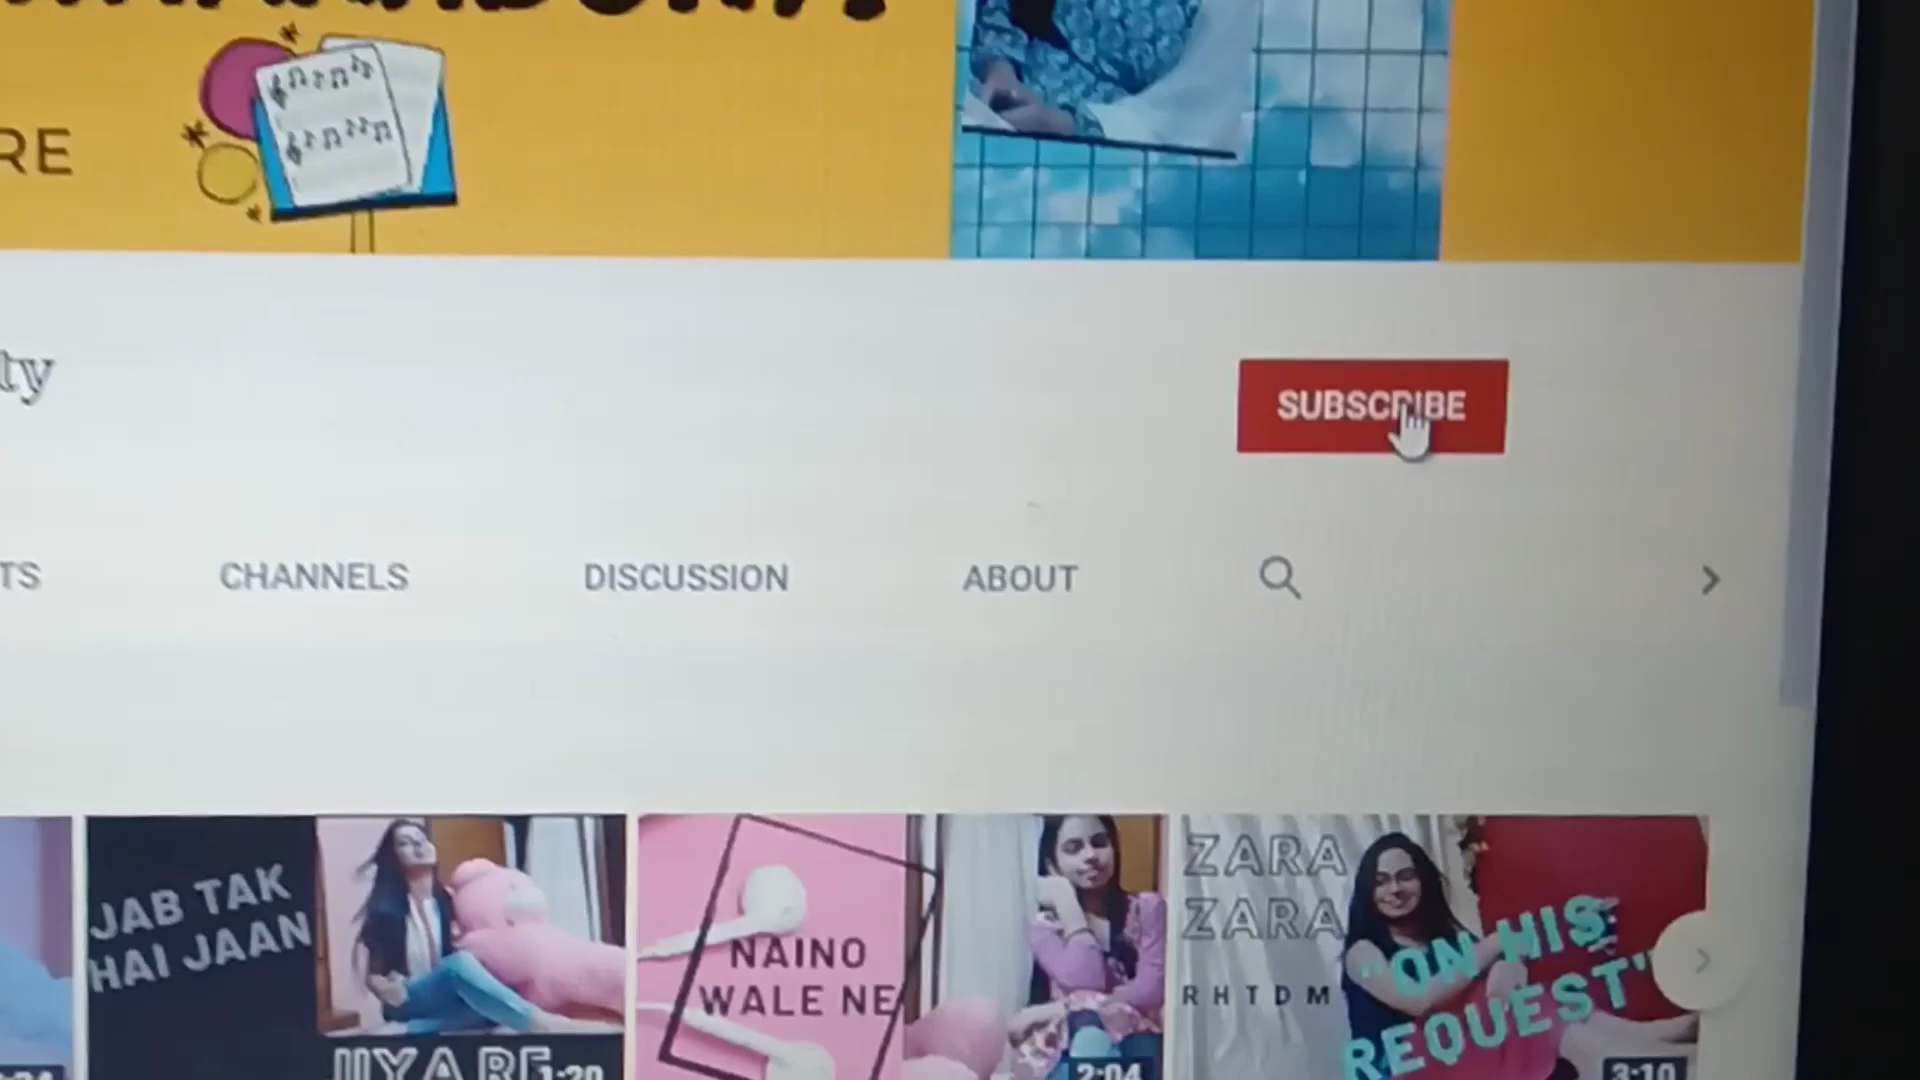 RE
ty
SUBSCRIBE
TS
CHANNELS
DISCUSSION
ABOUT
JAB TAK
HAI JAAN
NAINO
WALE NE
2:04
ZARA
ZARA
RHTDM
"ON HIS
REQUEST"
3:10